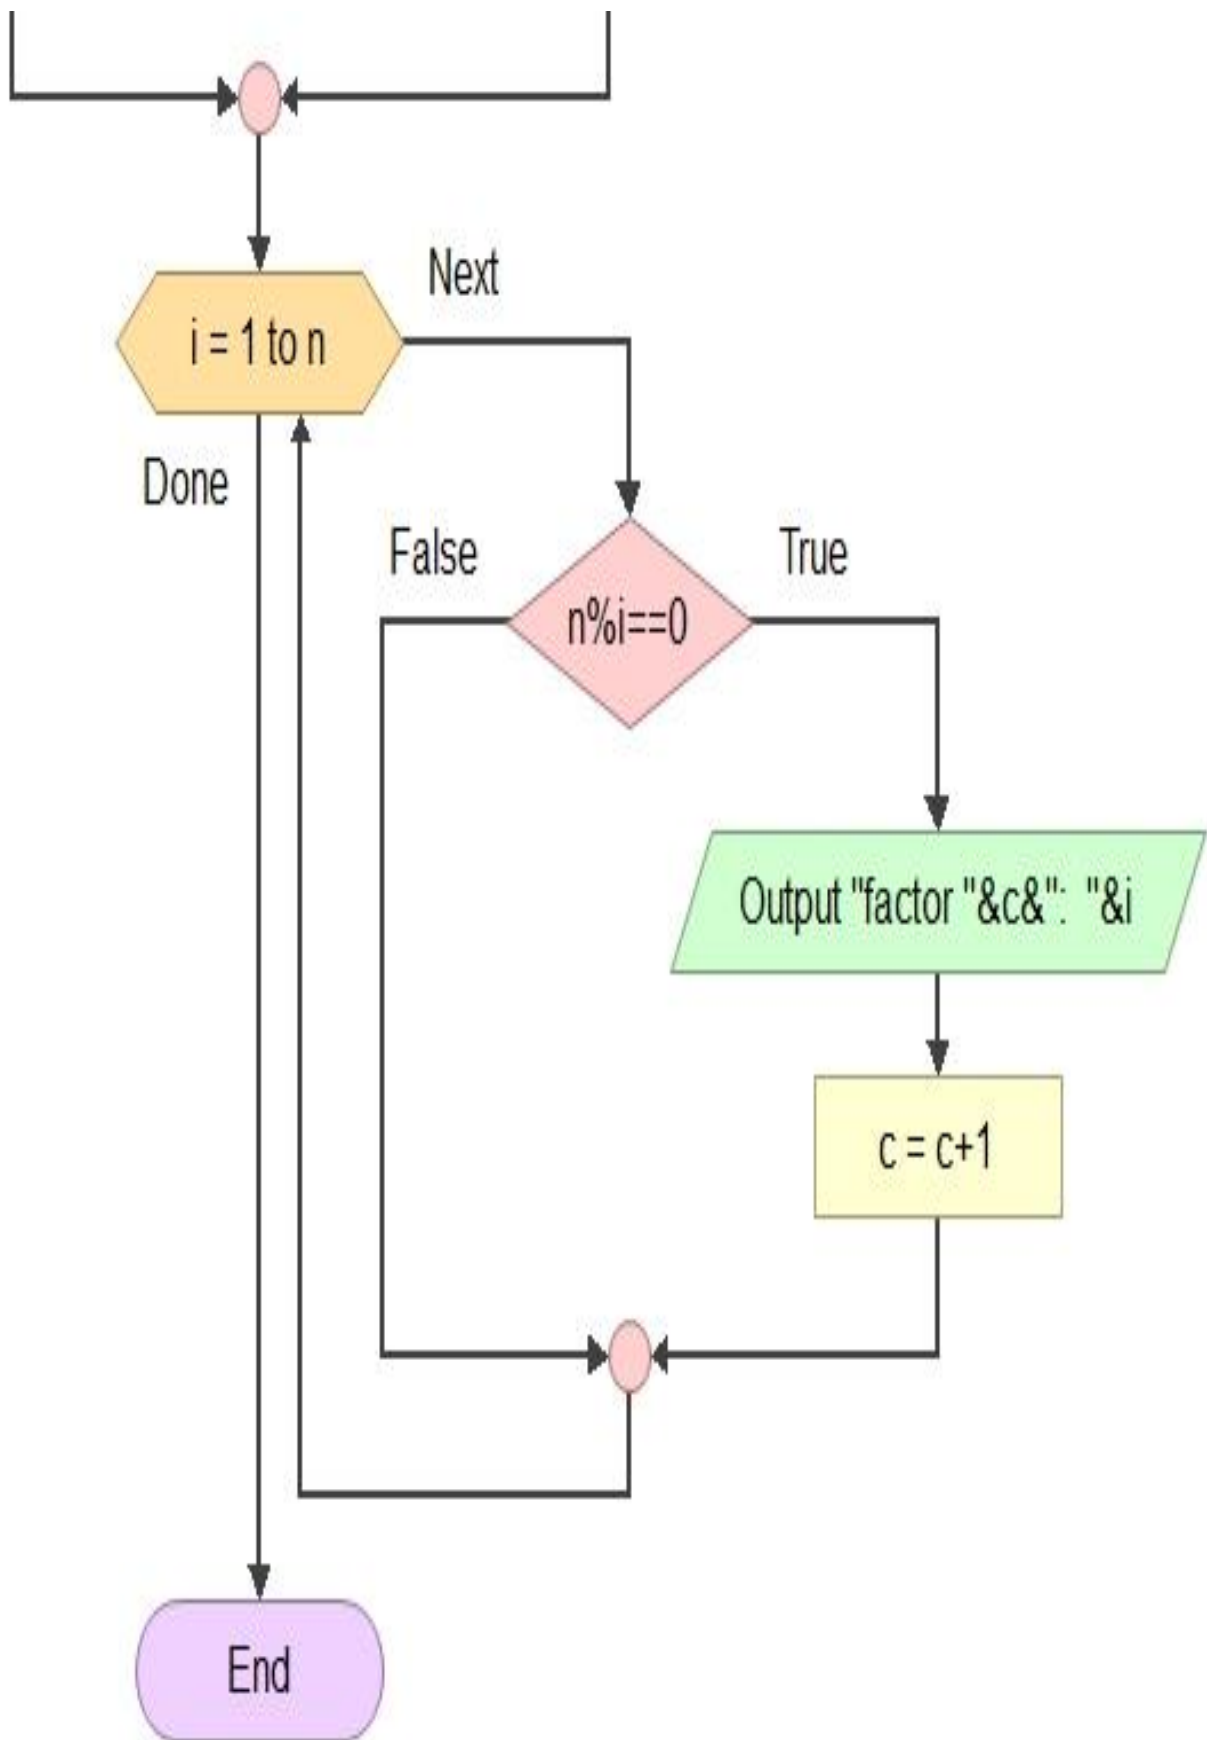 Next
i = 1 to n
Done
False
True
n%i==0
Output "factor "&c&":  "&i
c = c+1
End